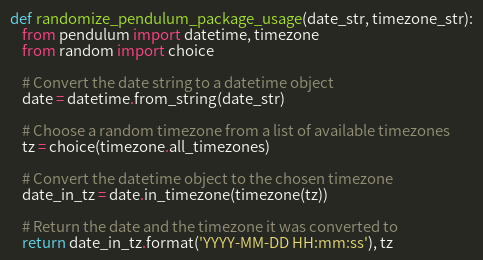 def randomize_pendulum_package_usage(date_str, timezone_str):
    from pendulum import datetime, timezone
    from random import choice

    # Convert the date string to a datetime object
    date = datetime.from_string(date_str)

    # Choose a random timezone from a list of available timezones
    tz = choice(timezone.all_timezones)

    # Convert the datetime object to the chosen timezone
    date_in_tz = date.in_timezone(timezone(tz))

    # Return the date and the timezone it was converted to
    return date_in_tz.format('YYYY-MM-DD HH:mm:ss'), tz